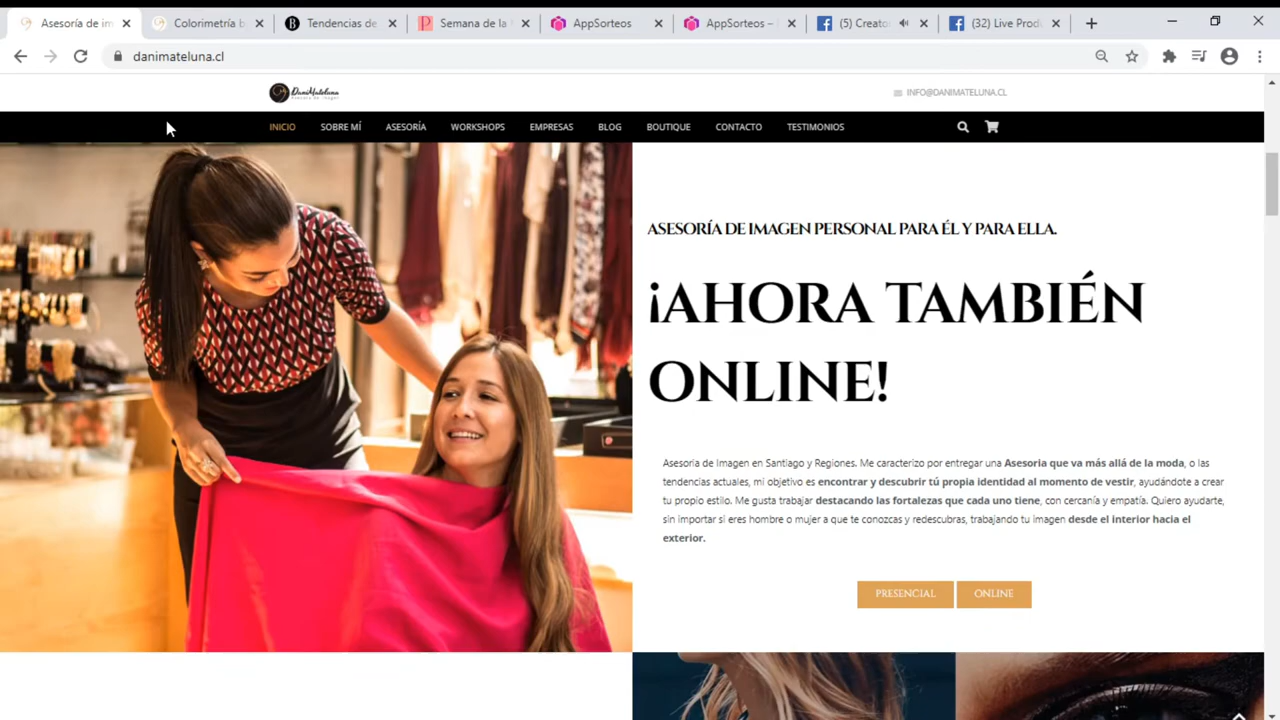 Asesoría de im
Colorimetría b
Tendencias de
Semana de la
AppSorteos
AppSorteos –
(5) Creato
(32) Live Prod
danimateluna.cl
DaniMateluna
Asesora de Imagen
INFO@DANIMATELUNA.CL
INICIO
SOBRE MÍ
ASESORÍA
WORKSHOPS
EMPRESAS
BLOG
BOUTIQUE
CONTACTO
TESTIMONIOS
ASESORÍA DE IMAGEN PERSONAL PARA ÉL Y PARA ELLA.
¡AHORA TAMBIÉN
ONLINE!
Asesoria de Imagen en Santiago y Regiones. Me caracterizo por entregar una Asesoria que va más allá de la moda, o las
tendencias actuales, mi objetivo es encontrar y descubrir tú propia identidad al momento de vestir, ayudándote a crear
tu propio estilo. Me gusta trabajar destacando las fortalezas que cada uno tiene, con cercanía y empatía. Quiero ayudarte,
sin importar si eres hombre o mujer a que te conozcas y redescubras, trabajando tu imagen desde el interior hacia el
exterior.
PRESENCIAL
ONLINE